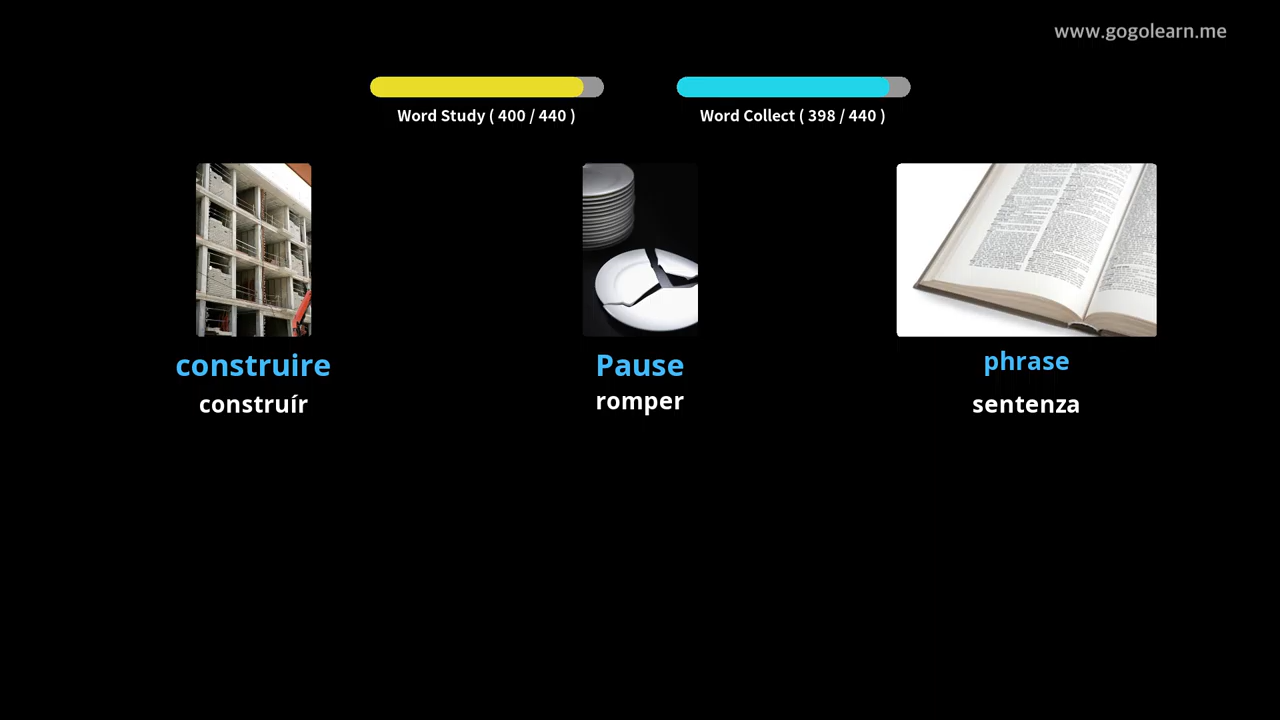 www.gogolearn.me
Word Study ( 400 / 440 )
Word Collect ( 398 / 440 )
construire
construír
Pause
romper
phrase
sentenza